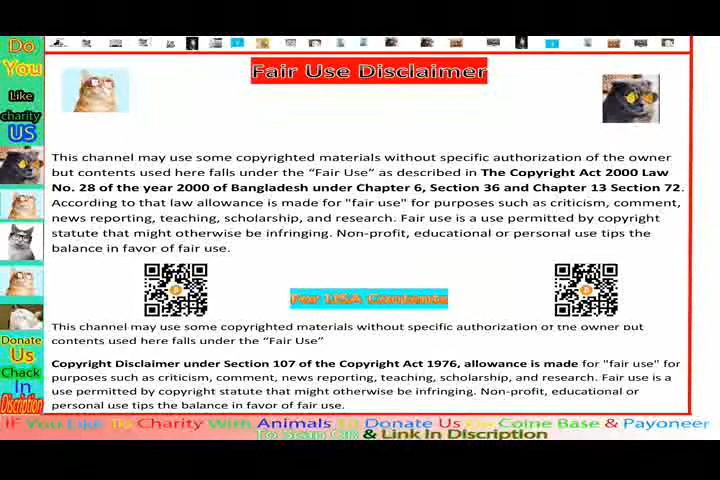 Do
You
Like
charity
US
Fair Use Disclaimer
This channel may use some copyrighted materials without specific authorization of the owner
but contents used here falls under the “Fair Use” as described in The Copyright Act 2000 Law
No. 28 of the year 2000 of Bangladesh under Chapter 6, Section 36 and Chapter 13 Section 72.
According to that law allowance is made for "fair use" for purposes such as criticism, comment,
news reporting, teaching, scholarship, and research. Fair use is a use permitted by copyright
statute that might otherwise be infringing. Non-profit, educational or personal use tips the
balance in favor of fair use.
For USA Contents
This channel may use some copyrighted materials without specific authorization of the owner but
contents used here falls under the “Fair Use”
Copyright Disclaimer under Section 107 of the Copyright Act 1976, allowance is made for "fair use" for
purposes such as criticism, comment, news reporting, teaching, scholarship, and research. Fair use is a
use permitted by copyright statute that might otherwise be infringing. Non-profit, educational or
personal use tips the balance in favor of fair use.
Donate
Us
Chack
In
Discription
IF You Like To Charity With Animals To Donate Us On Coine Base & Payoneer
To Scan QR & Link In Discription